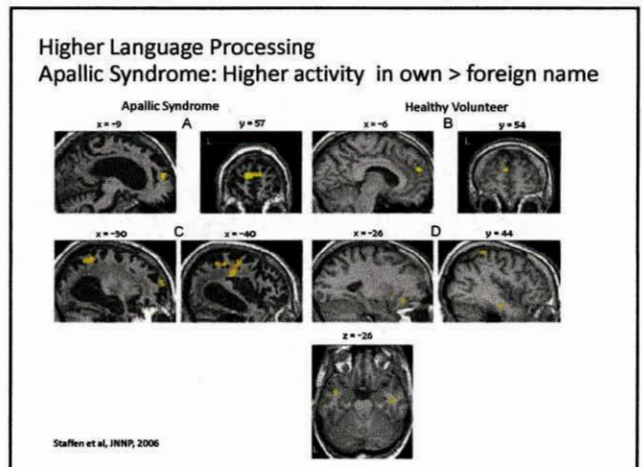 Higher Language Processing
Apallic Syndrome: Higher activity in own > foreign name
Apallic Syndrome
Healthy Volunteer
x = -9
A
y = 57
x = -6
B
y = 54
L
L
x = -30
C
x = -40
x = -26
D
y = 44
z = -26
L
Staffen et al, JNNP, 2006